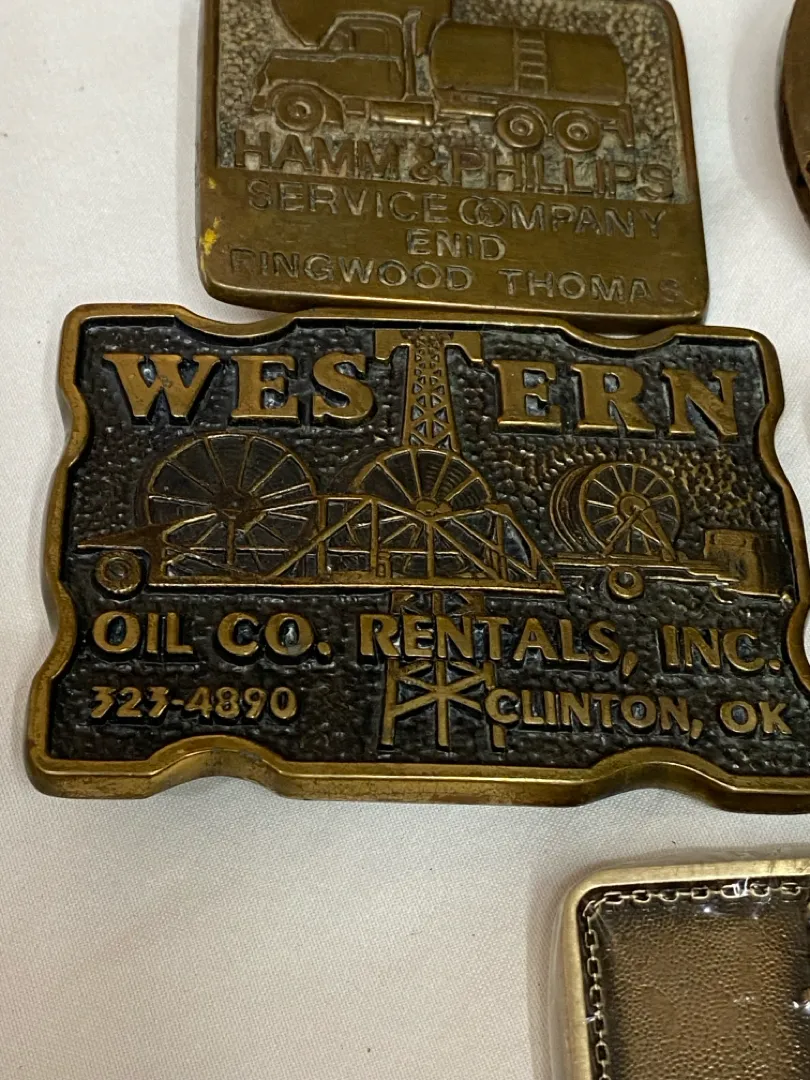 HAMM & PHILLIPS
SERVICE COMPANY
ENID
RINGWOOD THOMAS
WESTERN
OIL CO. RENTALS, INC.
323-4890 CLINTON, OK